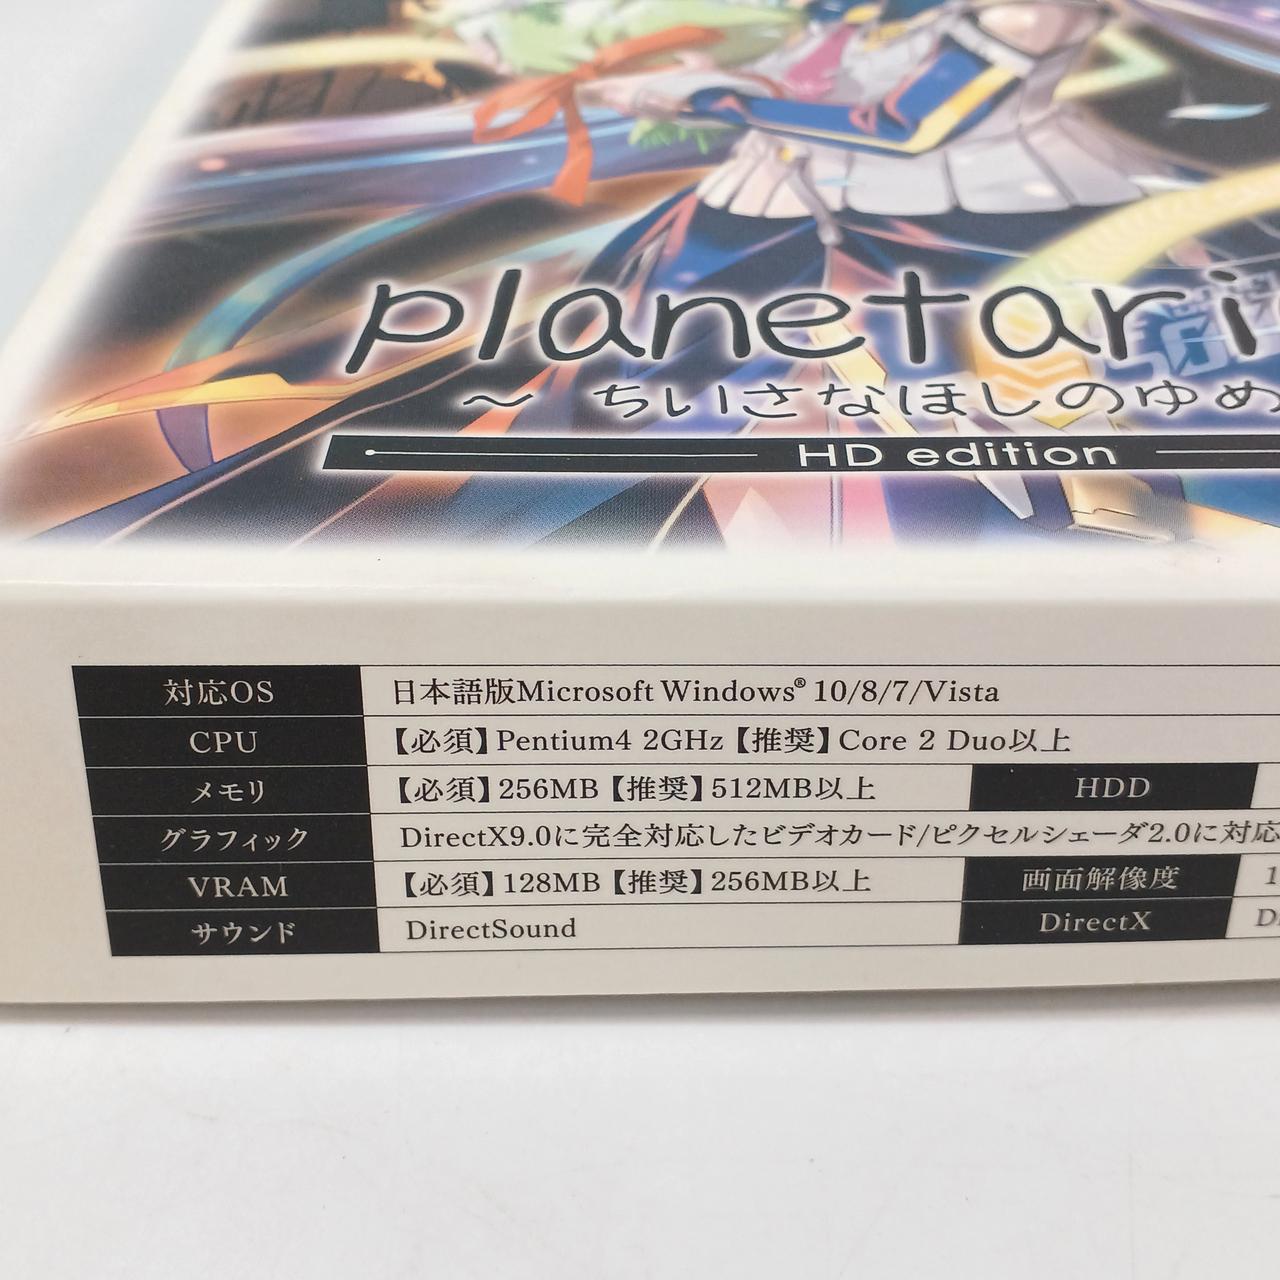 planetari
～ ちいさなほしのゆめ
HD edition
対応OS 日本語版Microsoft Windows® 10/8/7/Vista
CPU 【必須】Pentium4 2GHz【推奨】Core 2 Duo以上
メモリ 【必須】256MB【推奨】512MB以上 HDD
グラフィック DirectX9.0に完全対応したビデオカード/ピクセルシェーダ2.0に対応
VRAM 【必須】128MB【推奨】256MB以上 画面解像度 1
サウンド DirectSound DirectX D